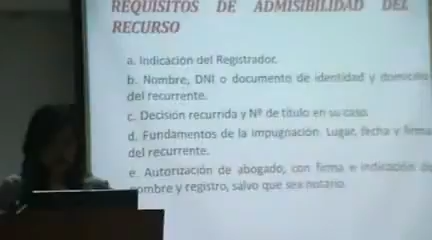 REQUISITOS DE ADMISIBILIDAD DEL
RECURSO
a. Indicación del Registrador.
b. Nombre, DNI o documento de identidad y domicilio
del recurrente.
c. Decisión recurrida y Nº de título en su caso.
d. Fundamentos de la impugnación. Lugar, fecha y firma
del recurrente.
e. Autorización de abogado, con firma e indicación de
nombre y registro, salvo que sea notario.